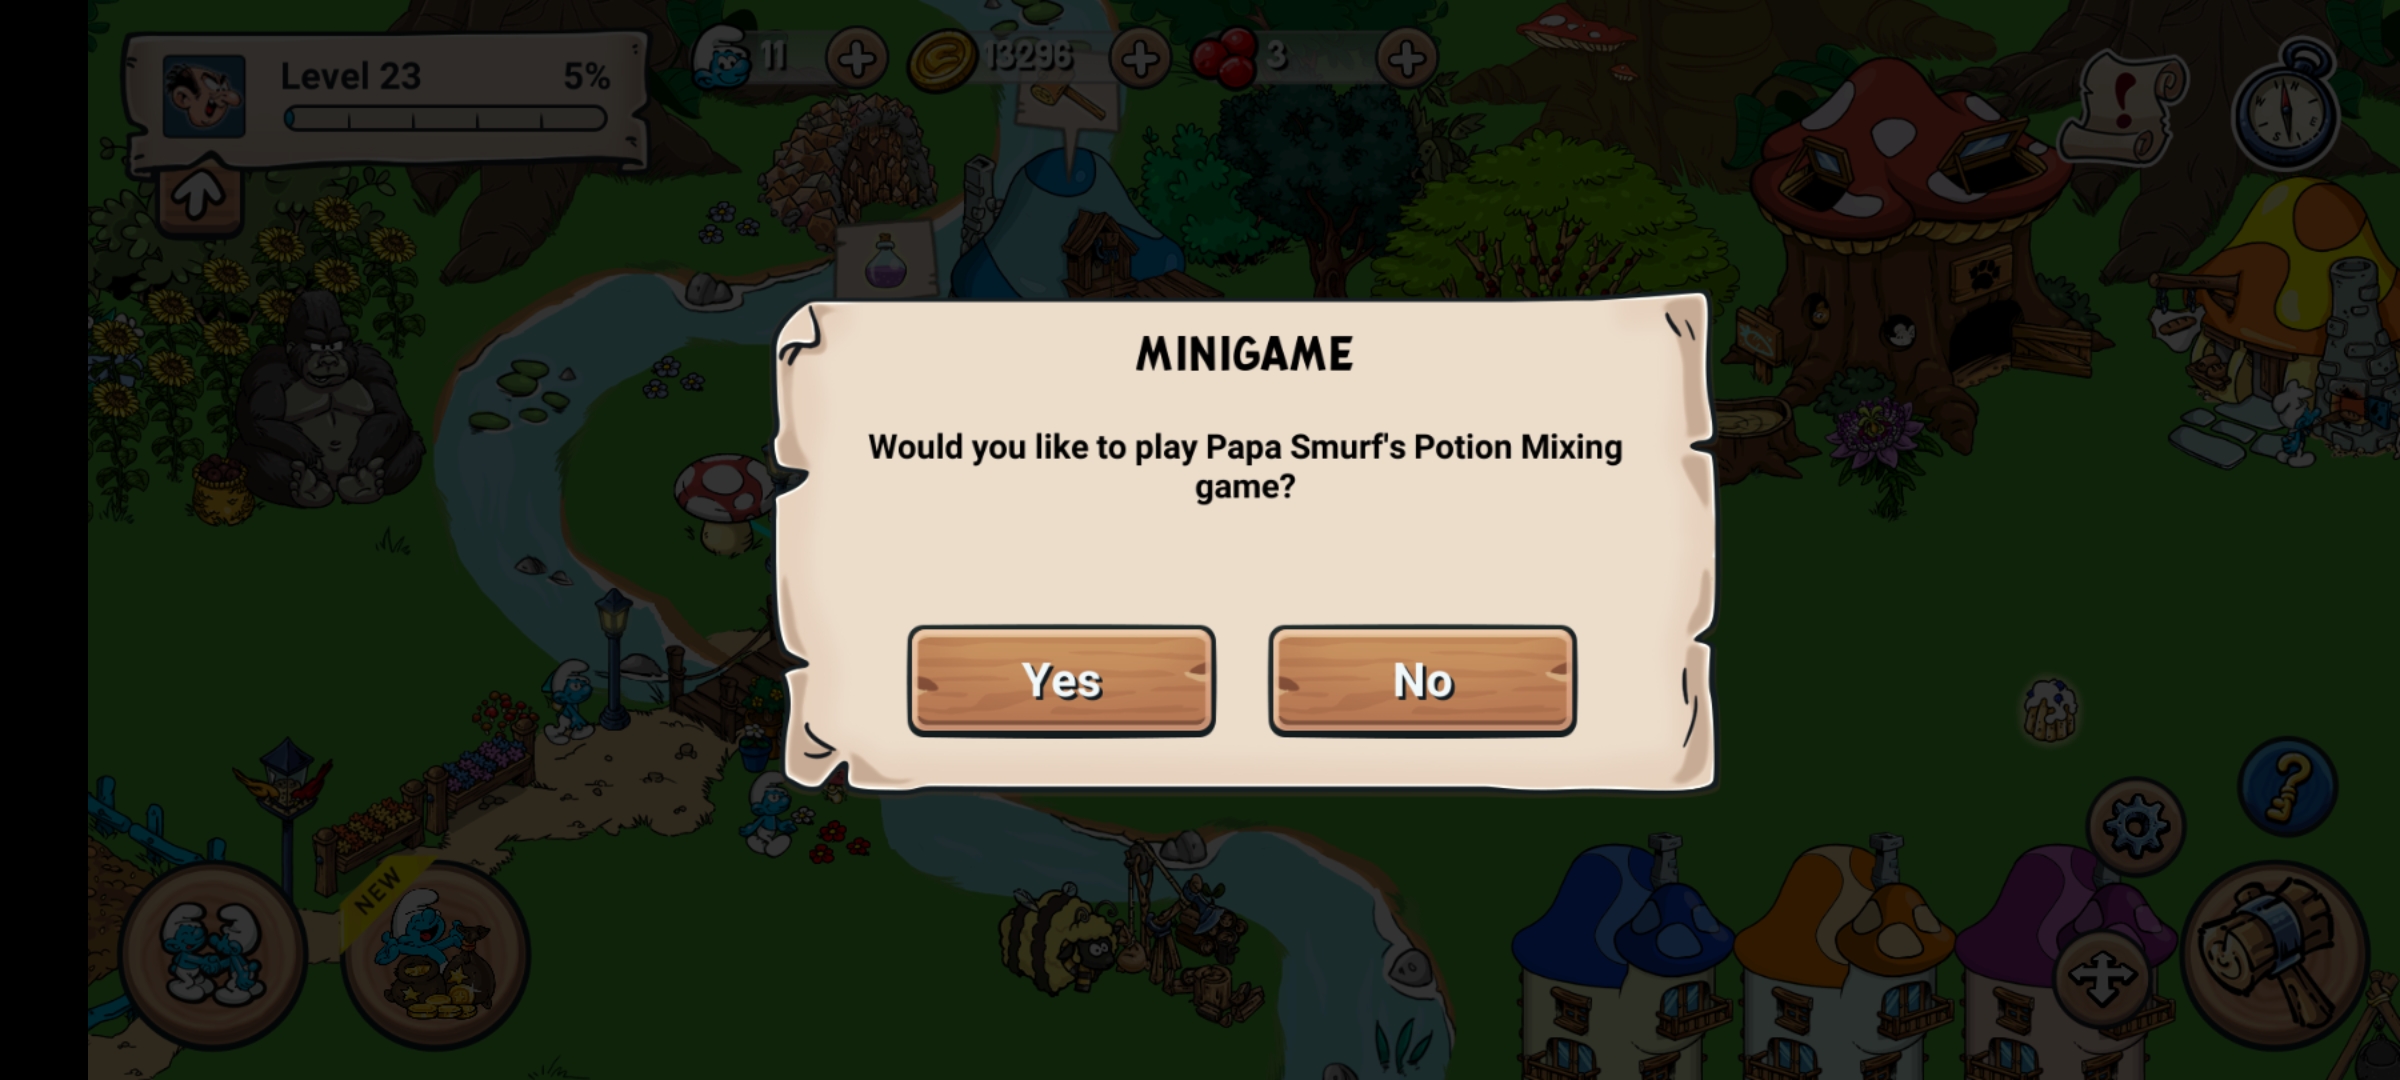 Level 23
5%
11
13296
3
MINIGAME
Would you like to play Papa Smurf's Potion Mixing
game?
Yes
No
NEW